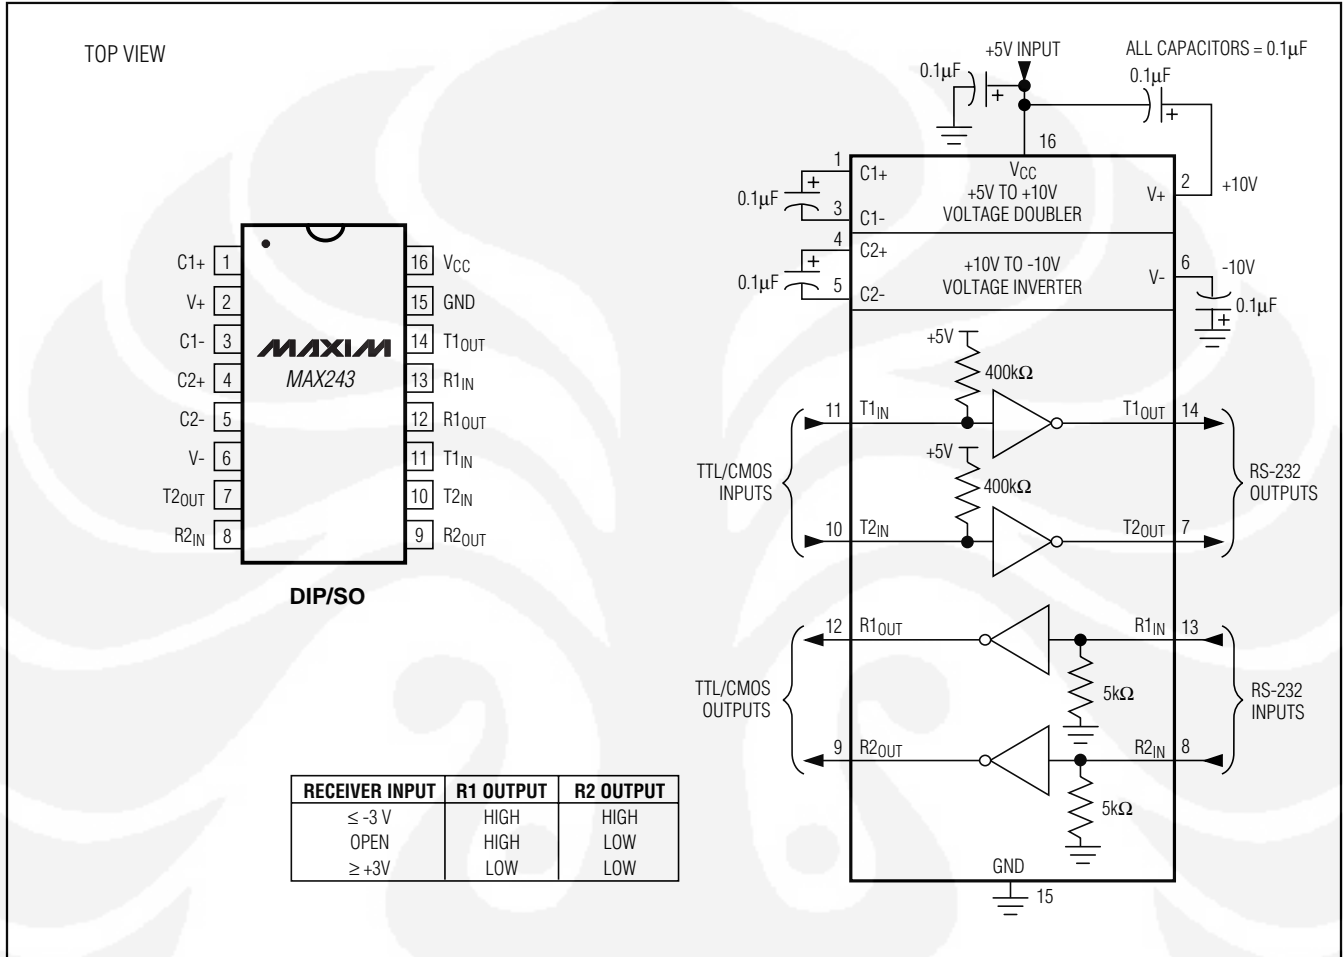 TOP VIEW
+5V INPUT
ALL CAPACITORS = 0.1µF
0.1µF
+
0.1µF
+
16
1
C1+
VCC
+5V TO +10V
VOLTAGE DOUBLER
V+
2
+10V
0.1µF
+
3
C1-
4
C2+
+10V TO -10V
VOLTAGE INVERTER
V-
6
-10V
0.1µF
+
5
C2-
0.1µF
+
C1+ 1
V+ 2
C1- 3
C2+ 4
C2- 5
V- 6
T2OUT 7
R2IN 8
MAXIM
MAX243
16 VCC
15 GND
14 T1OUT
13 R1IN
12 R1OUT
11 T1IN
10 T2IN
9 R2OUT
DIP/SO
+5V
400kΩ
11 T1IN
T1OUT 14
+5V
400kΩ
TTL/CMOS
INPUTS
RS-232
OUTPUTS
10 T2IN
T2OUT 7
12 R1OUT
R1IN 13
5kΩ
TTL/CMOS
OUTPUTS
RS-232
INPUTS
9 R2OUT
R2IN 8
5kΩ
GND
15
RECEIVER INPUT R1 OUTPUT R2 OUTPUT
≤ -3 V HIGH HIGH
OPEN HIGH LOW
≥ +3V LOW LOW